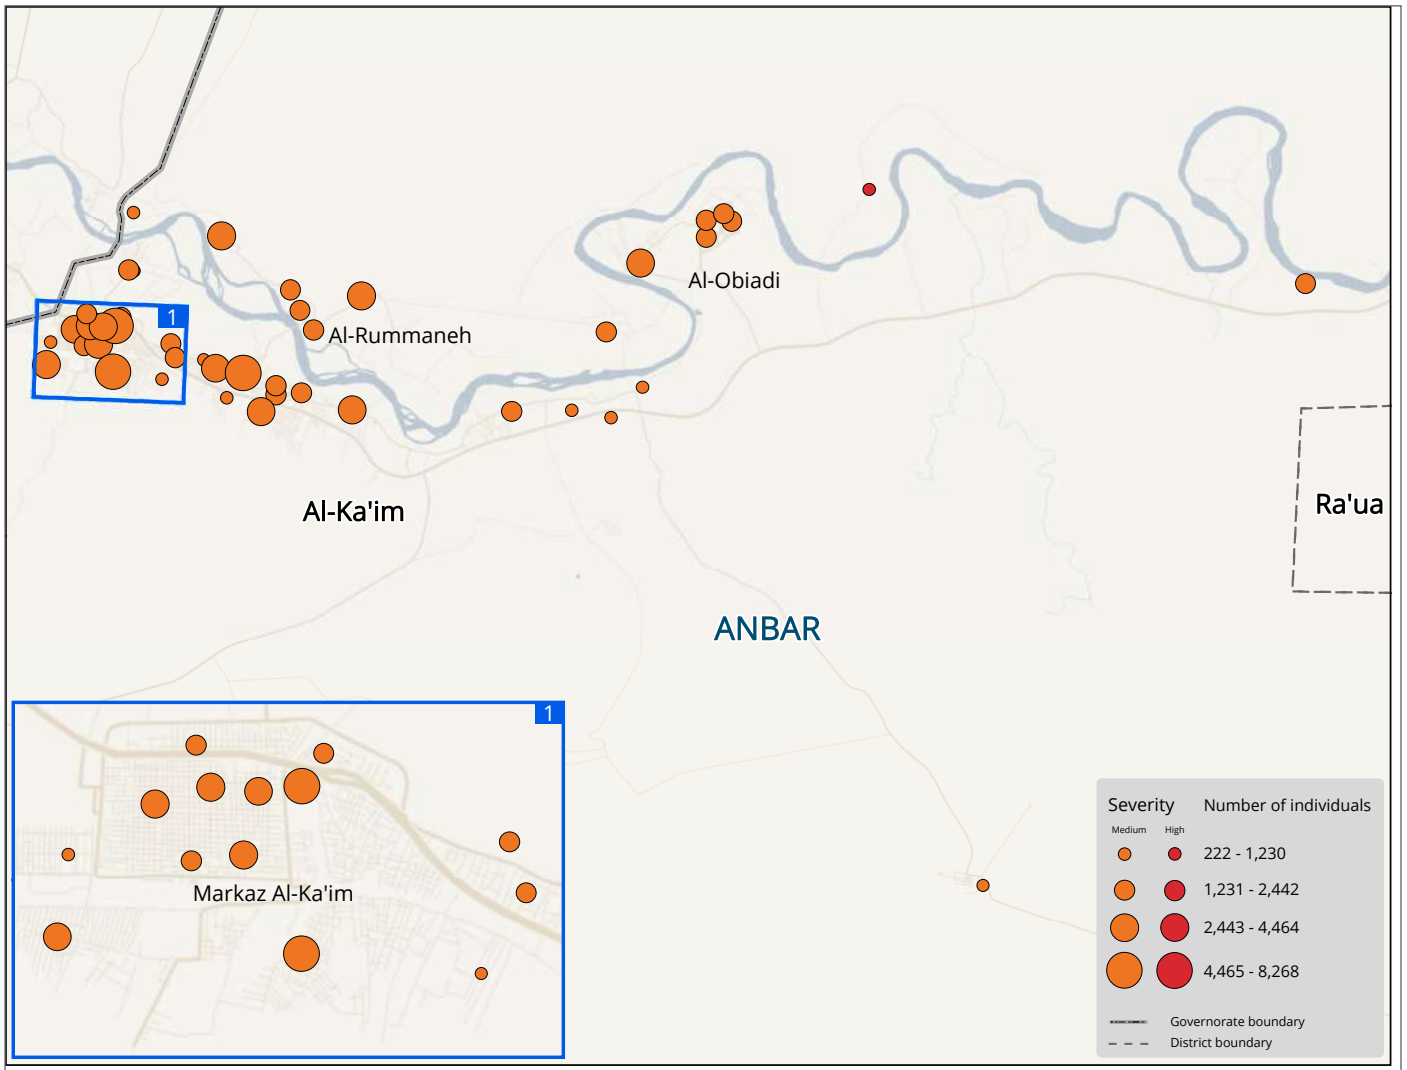 1
Al-Obiadi
Al-Rummaneh
Al-Ka'im
Ra'ua
ANBAR
1
Markaz Al-Ka'im
Severity Number of individuals
Medium High
222 - 1,230
1,231 - 2,442
2,443 - 4,464
4,465 - 8,268
Governorate boundary
District boundary